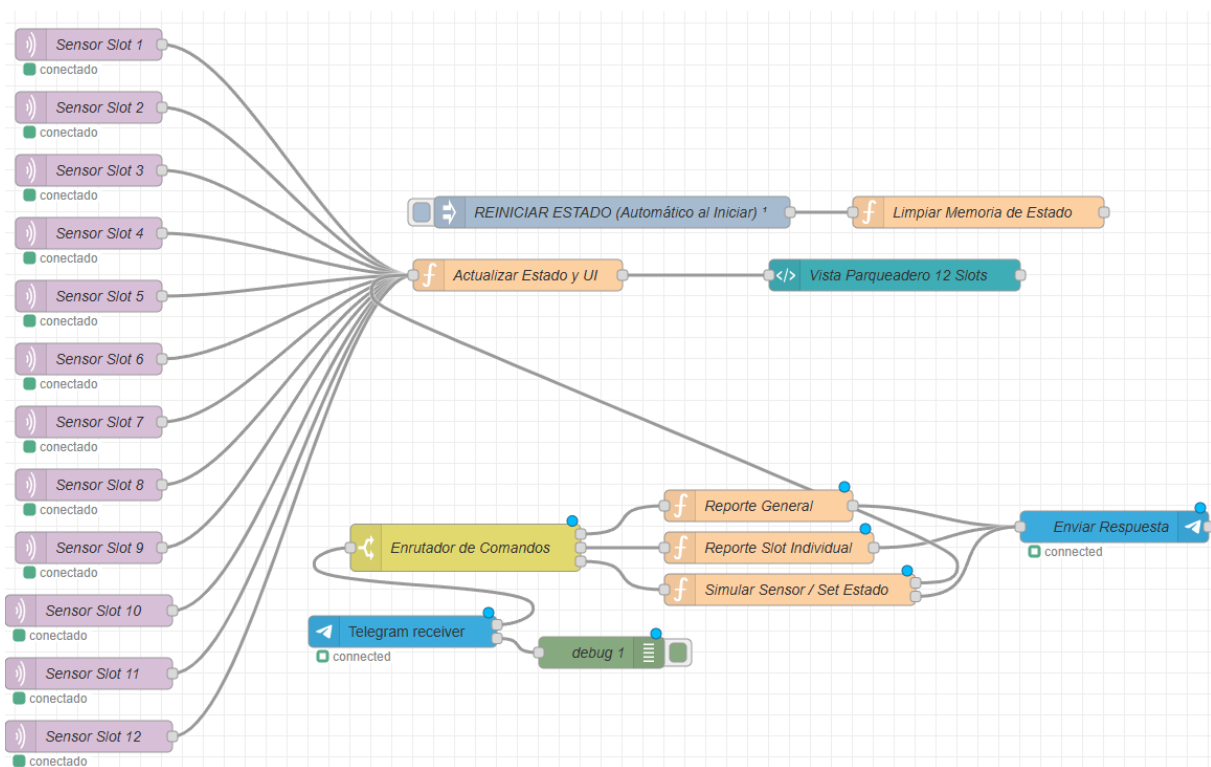 Sensor Slot 1
conectado
Sensor Slot 2
conectado
Sensor Slot 3
conectado
Sensor Slot 4
conectado
Sensor Slot 5
conectado
Sensor Slot 6
conectado
Sensor Slot 7
conectado
Sensor Slot 8
conectado
Sensor Slot 9
conectado
Sensor Slot 10
conectado
Sensor Slot 11
conectado
Sensor Slot 12
conectado
REINICIAR ESTADO (Automático al Iniciar) ¹
f Limpiar Memoria de Estado
f Actualizar Estado y UI
</> Vista Parqueadero 12 Slots
f Reporte General
Enrutador de Comandos
f Reporte Slot Individual
f Simular Sensor / Set Estado
Enviar Respuesta
connected
Telegram receiver
connected
debug 1